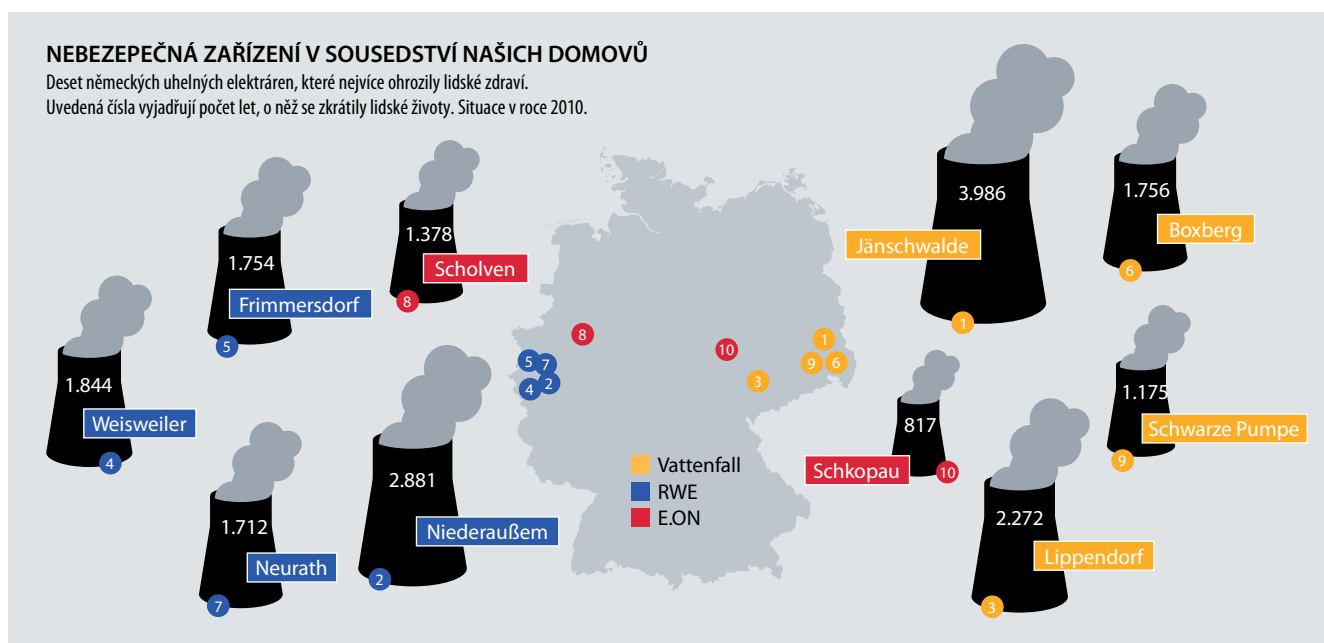 NEBEZEPEČNÁ ZAŘÍZENÍ V SOUSEDSTVÍ NAŠICH DOMOVŮ
Deset německých uhelných elektráren, které nejvíce ohrozily lidské zdraví.
Uvedená čísla vyjadřují počet let, o něž se zkrátily lidské životy. Situace v roce 2010.
1.844
Weisweiler
4
1.754
Frimmersdorf
5
1.378
Scholven
8
1.712
Neurath
7
2.881
Niederaußem
2
8
5
7
4
2
10
1
9
6
3
Vattenfall
RWE
E.ON
3.986
Jänschwalde
1
1.756
Boxberg
6
1.175
Schwarze Pumpe
9
817
Schkopau
10
2.272
Lippendorf
3